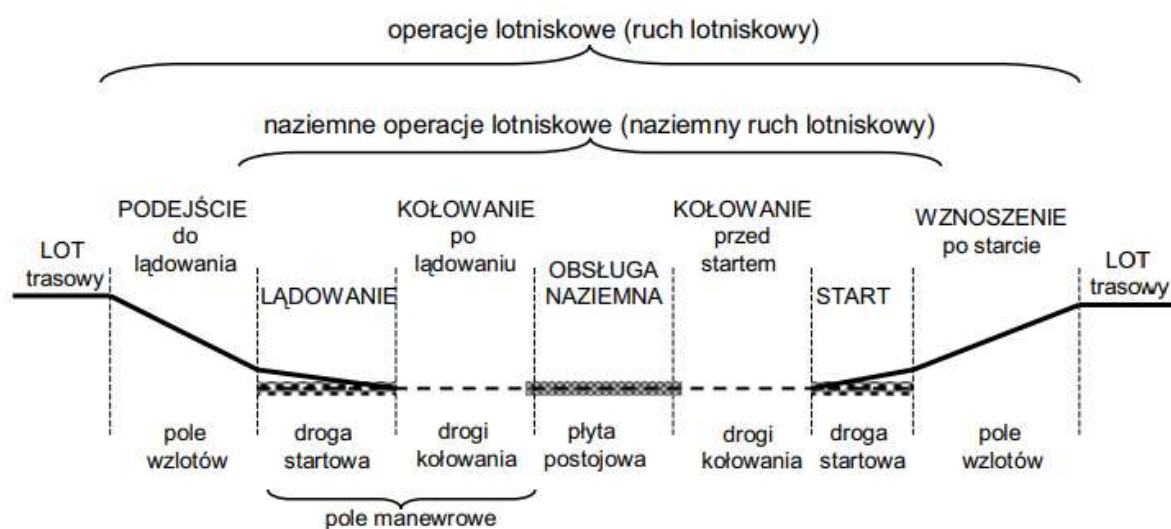 operacje lotniskowe (ruch lotniskowy)
naziemne operacje lotniskowe (naziemny ruch lotniskowy)
LOT
trasowy
PODEJŚCIE
do
lądowania
LĄDOWANIE
KOŁOWANIE
po
lądowaniu
OBSŁUGA
NAZIEMNA
KOŁOWANIE
przed
startem
START
WZNOSZENIE
po starcie
LOT
trasowy
pole
wzlotów
droga
startowa
drogi
kołowania
płyta
postojowa
drogi
kołowania
droga
startowa
pole
wzlotów
pole manewrowe